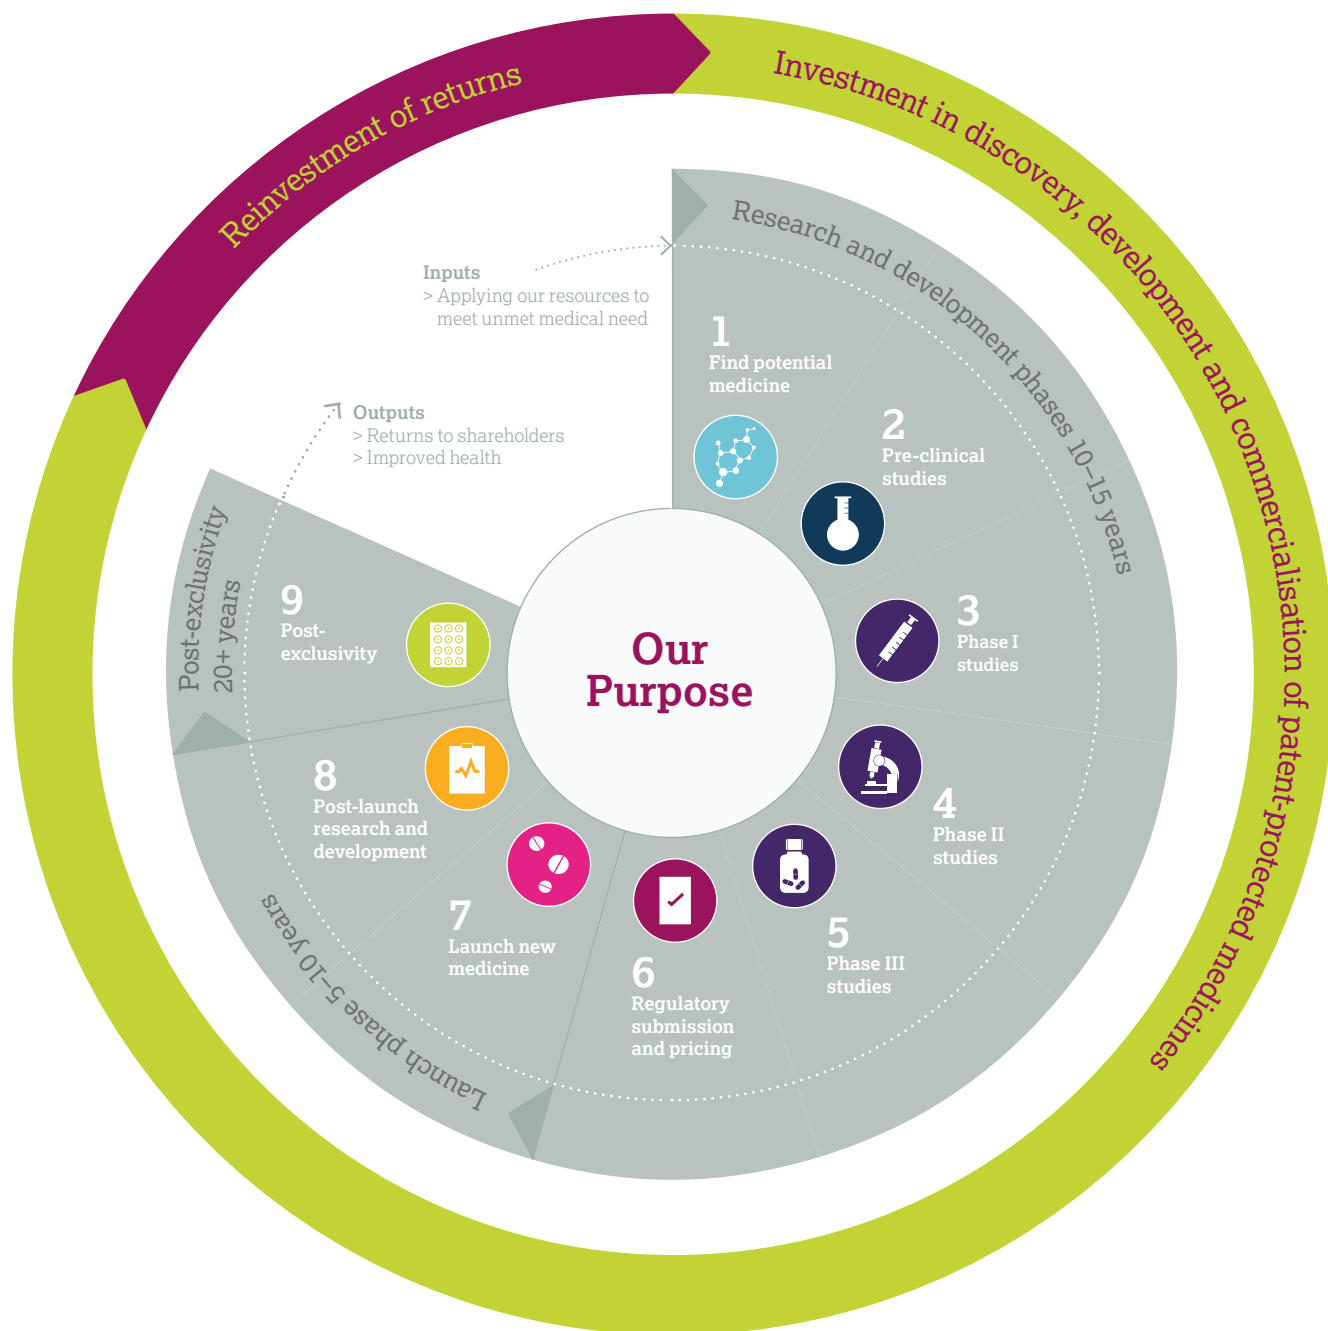 Reinvestment of returns
Investment in discovery, development and commercialisation of patent-protected medicines
Research and development phases 10–15 years
Inputs
> Applying our resources to
meet unmet medical need
Outputs
> Returns to shareholders
> Improved health
1
Find potential
medicine
2
Pre-clinical
studies
3
Phase I
studies
4
Phase II
studies
5
Phase III
studies
6
Regulatory
submission
and pricing
Launch phase 5–10 years
7
Launch new
medicine
8
Post-launch
research and
development
Post-exclusivity
20+ years
9
Post-
exclusivity
Our
Purpose